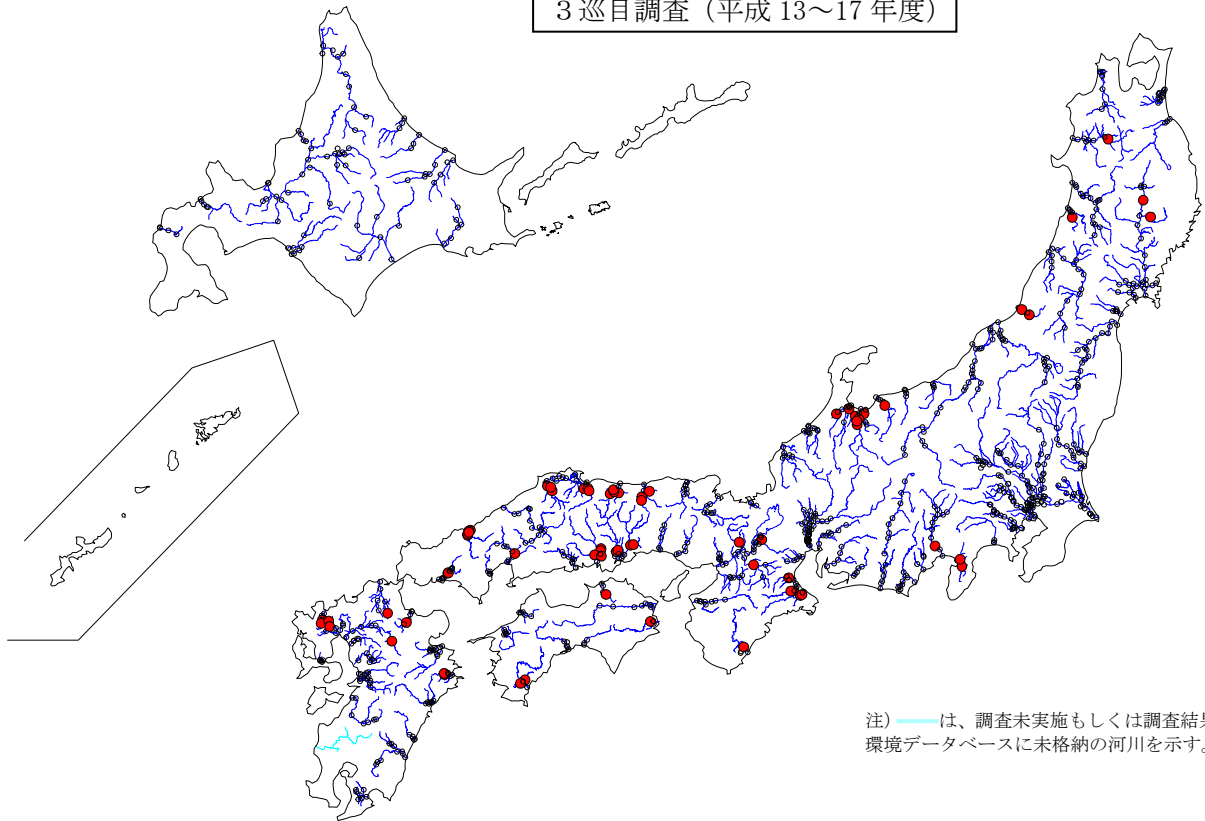 ３巡目調査（平成 13～17 年度）
注）　は、調査未実施もしくは調査結果
環境データベースに未格納の河川を示す。